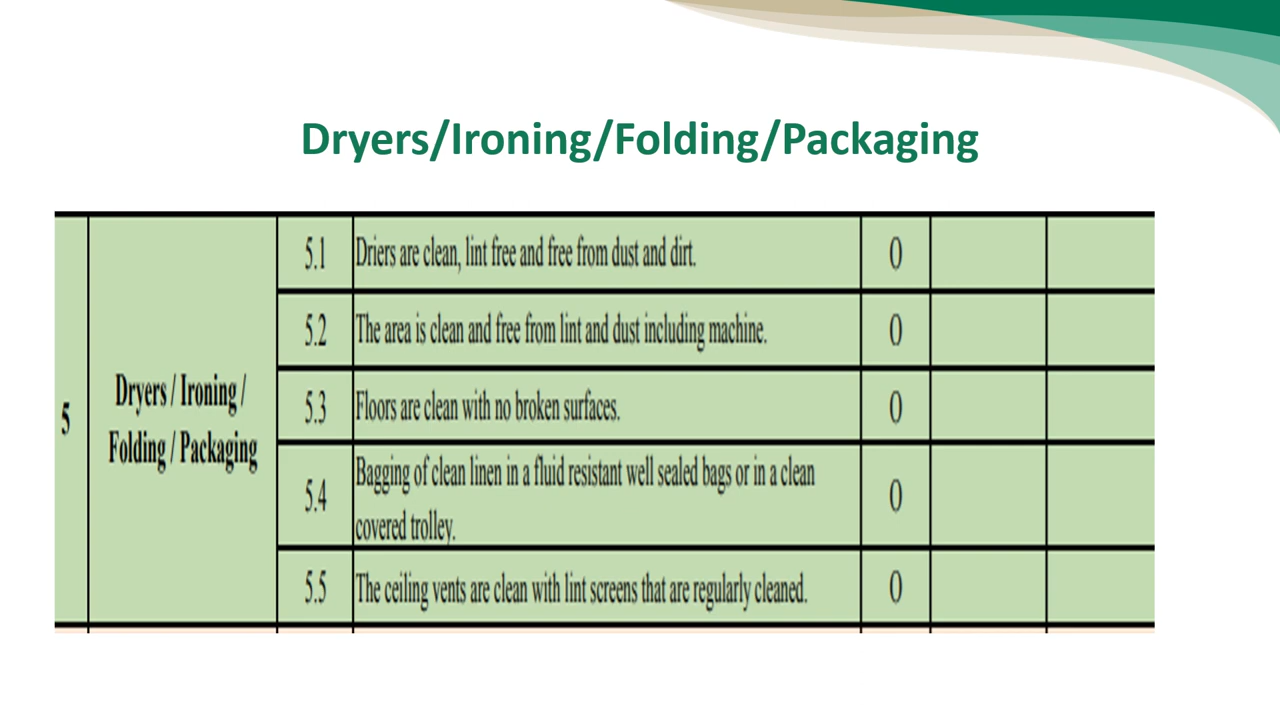 Dryers/Ironing/Folding/Packaging
5
Dryers / Ironing /
Folding / Packaging
5.1 Driers are clean, lint free and free from dust and dirt. 0
5.2 The area is clean and free from lint and dust including machine. 0
5.3 Floors are clean with no broken surfaces. 0
5.4 Bagging of clean linen in a fluid resistant well sealed bags or in a clean
covered trolley. 0
5.5 The ceiling vents are clean with lint screens that are regularly cleaned. 0